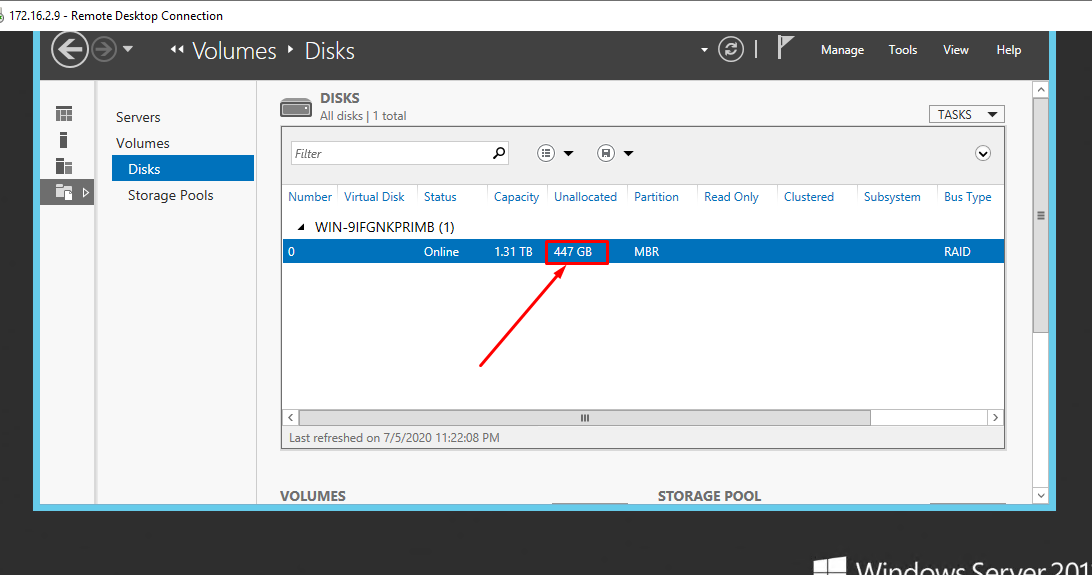 172.16.2.9 - Remote Desktop Connection
Volumes Disks
Manage Tools View Help
Servers
Volumes
Disks
Storage Pools
DISKS
All disks | 1 total
TASKS
Filter
Number Virtual Disk Status Capacity Unallocated Partition Read Only Clustered Subsystem Bus Type
WIN-9IFGNKPRIMB (1)
0 Online 1.31 TB 447 GB MBR RAID
Last refreshed on 7/5/2020 11:22:08 PM
VOLUMES
STORAGE POOL
Windows Server 201